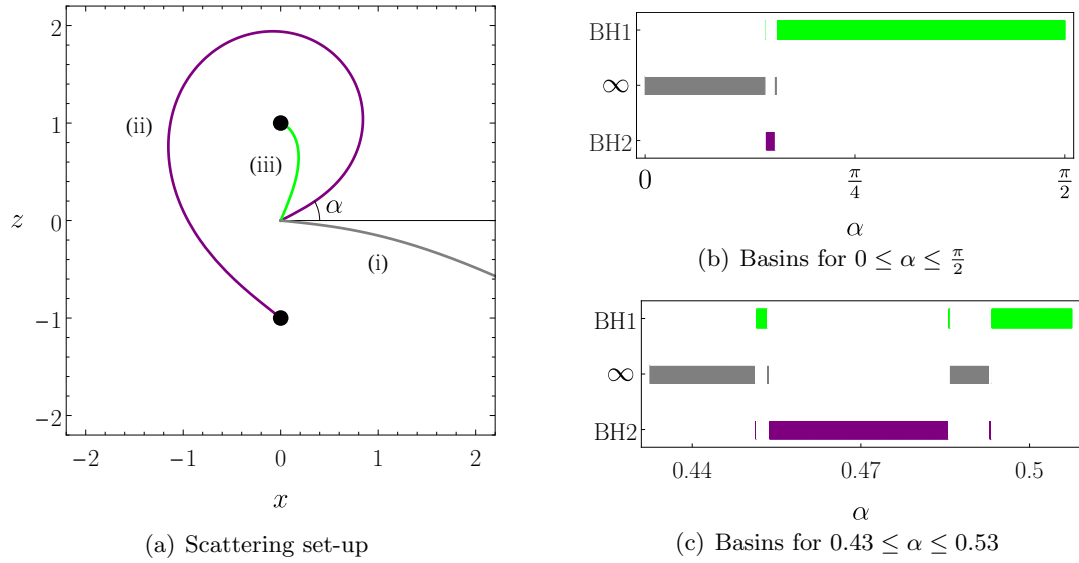 2
1
0
−1
−2
z
−2
−1
0
1
2
x
(ii)
(iii)
α
(i)
(a) Scattering set-up
BH1
∞
BH2
0
π/4
π/2
α
(b) Basins for 0 ≤ α ≤ π/2
BH1
∞
BH2
0.44
0.47
0.5
α
(c) Basins for 0.43 ≤ α ≤ 0.53